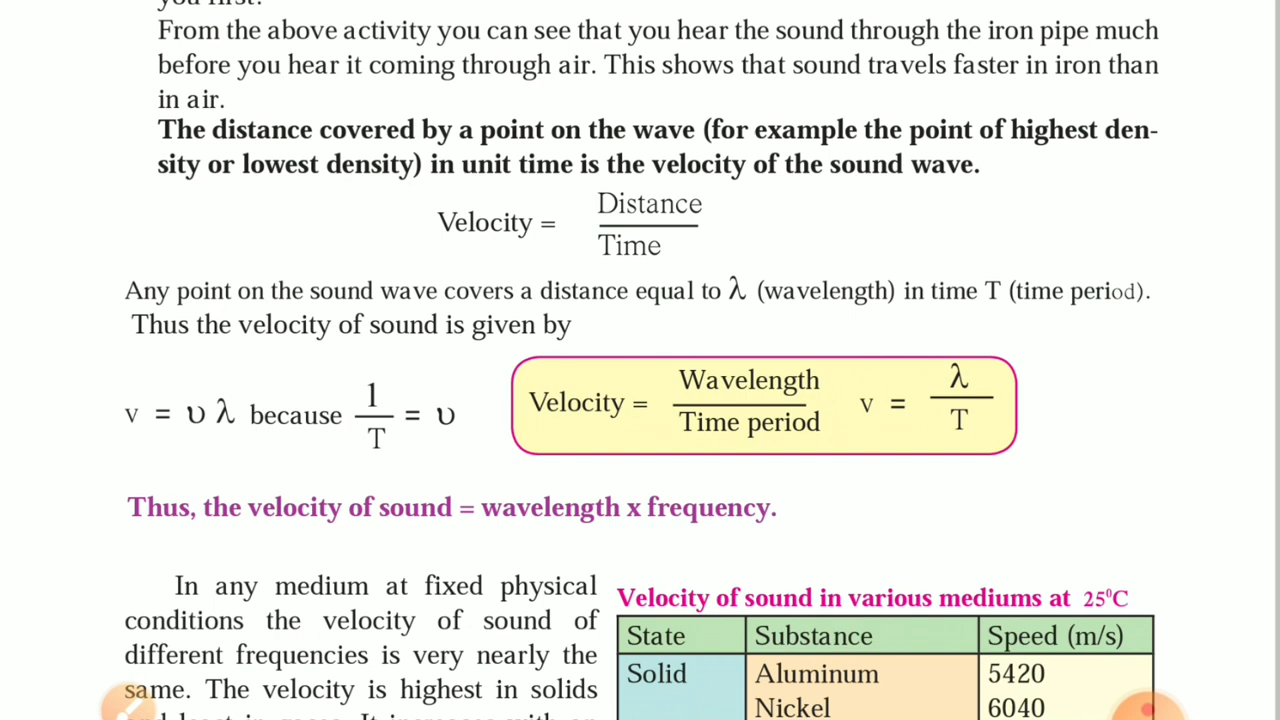 you first.
From the above activity you can see that you hear the sound through the iron pipe much
before you hear it coming through air. This shows that sound travels faster in iron than
in air.
The distance covered by a point on the wave (for example the point of highest den-
sity or lowest density) in unit time is the velocity of the sound wave.
Velocity = Distance
Time
Any point on the sound wave covers a distance equal to λ (wavelength) in time T (time period).
Thus the velocity of sound is given by
v = υ λ because 1/T = υ
Velocity = Wavelength/Time period v = λ/T
Thus, the velocity of sound = wavelength x frequency.
In any medium at fixed physical
conditions the velocity of sound of
different frequencies is very nearly the
same. The velocity is highest in solids
Velocity of sound in various mediums at 25⁰C
State Substance Speed (m/s)
Solid Aluminum 5420
Nickel 6040